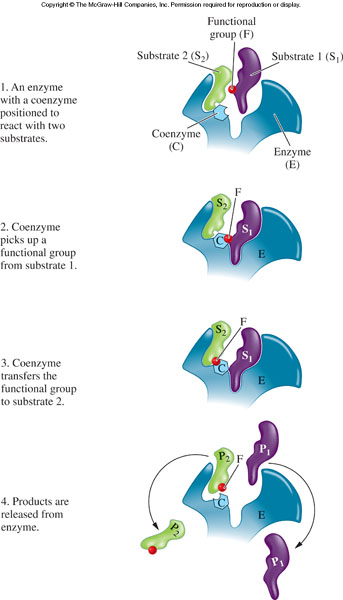 Copyright © The McGraw-Hill Companies, Inc. Permission required for reproduction or display.
Functional
group (F)
Substrate 2 (S2)
Substrate 1 (S1)
1. An enzyme
with a coenzyme
positioned to
react with two
substrates.
Coenzyme
(C)
Enzyme
(E)
F
S2
S1
C
E
2. Coenzyme
picks up a
functional group
from substrate 1.
F
S2
S1
C
E
3. Coenzyme
transfers the
functional group
to substrate 2.
P1
P2
F
C
E
4. Products are
released from
enzyme.
P2
P1